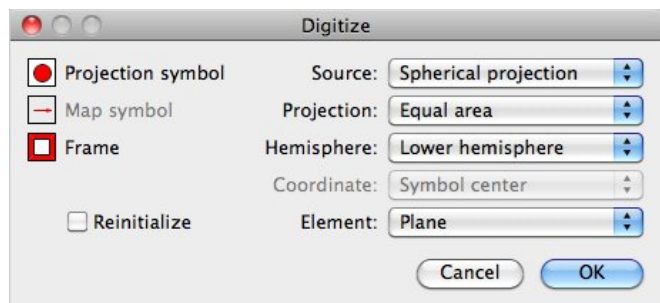 Digitize
Projection symbol Source: Spherical projection
Map symbol Projection: Equal area
Frame Hemisphere: Lower hemisphere
Coordinate: Symbol center
Reinitialize Element: Plane
Cancel OK